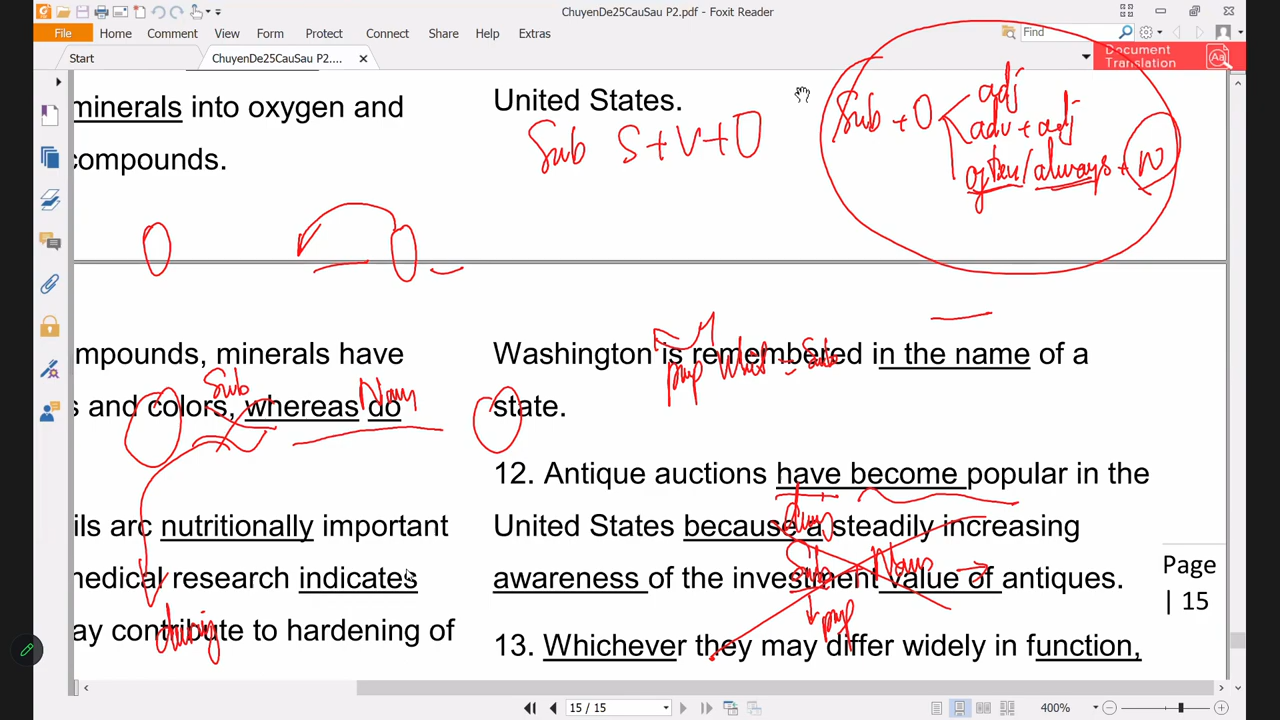 ChuyenDe25CauSau P2.pdf - Foxit Reader
File Home Comment View Form Protect Connect Share Help Extras
Find
Document Translation
Start
ChuyenDe25CauSau P2....
minerals into oxygen and
compounds.
United States.
Sub S+V+O
Sub + O
adj
adv + adj
often/always + N
mpounds, minerals have
s and colors, whereas do
Sub
ils arc nutritionally important
medical research indicates
ay contribute to hardening of
during
Washington is remembered in the name of a
state.
12. Antique auctions have become popular in the
United States because a steadily increasing
awareness of the investment value of antiques.
13. Whichever they may differ widely in function,
Sub
Page
| 15
15 / 15
400%